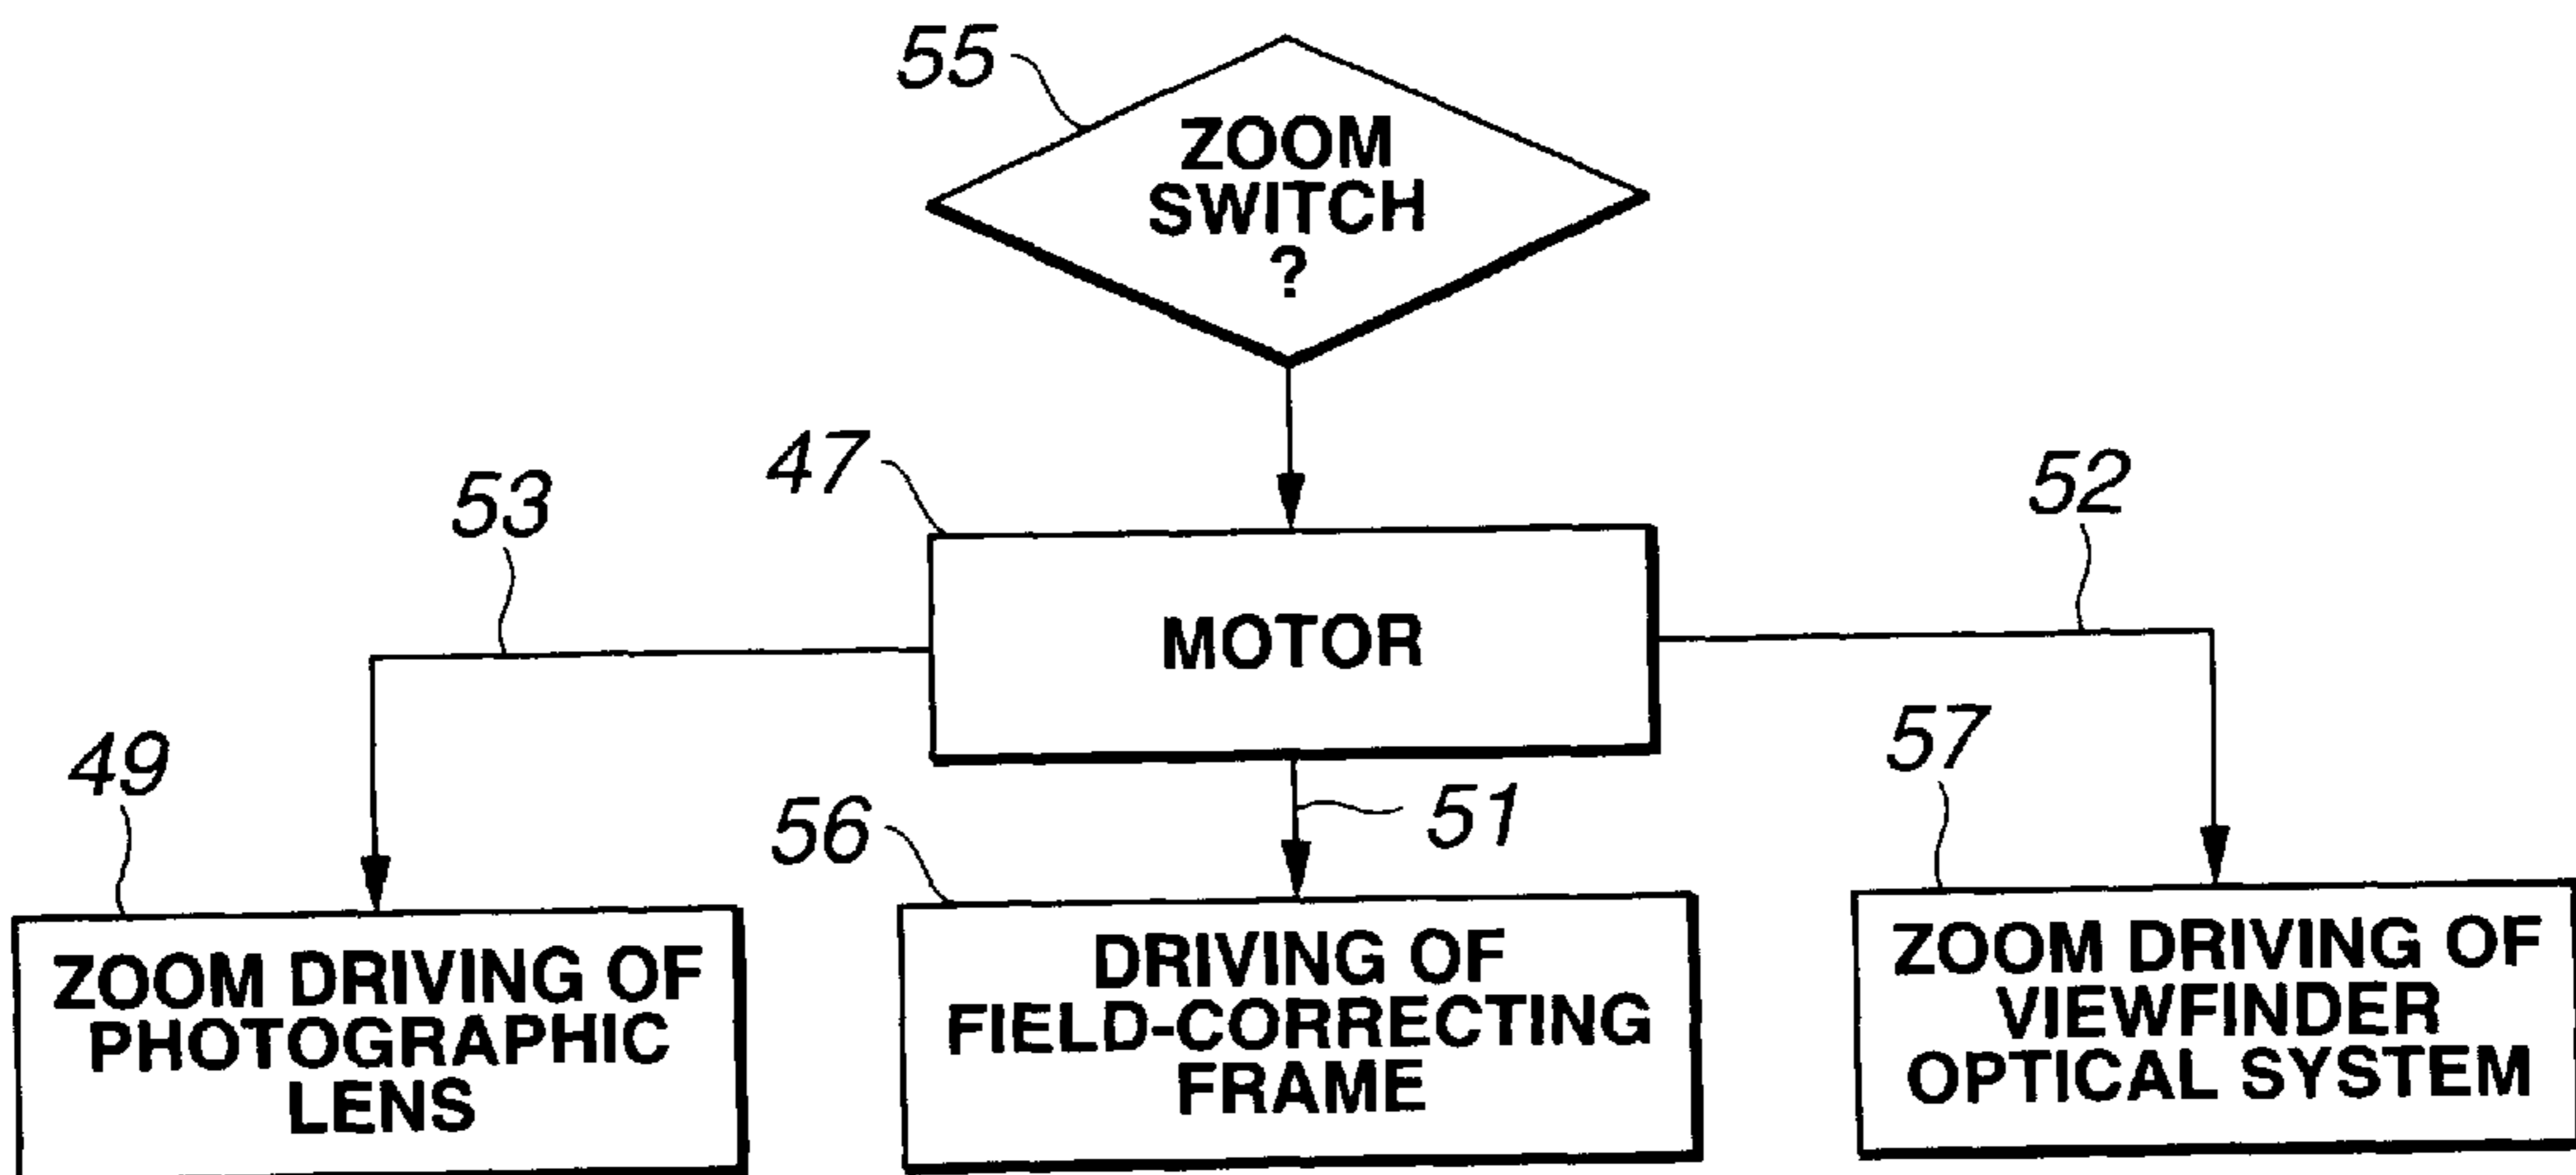 55
ZOOM
SWITCH
?
47
53
52
MOTOR
49
56
51
57
ZOOM DRIVING OF
PHOTOGRAPHIC
LENS
DRIVING OF
FIELD-CORRECTING
FRAME
ZOOM DRIVING OF
VIEWFINDER
OPTICAL SYSTEM